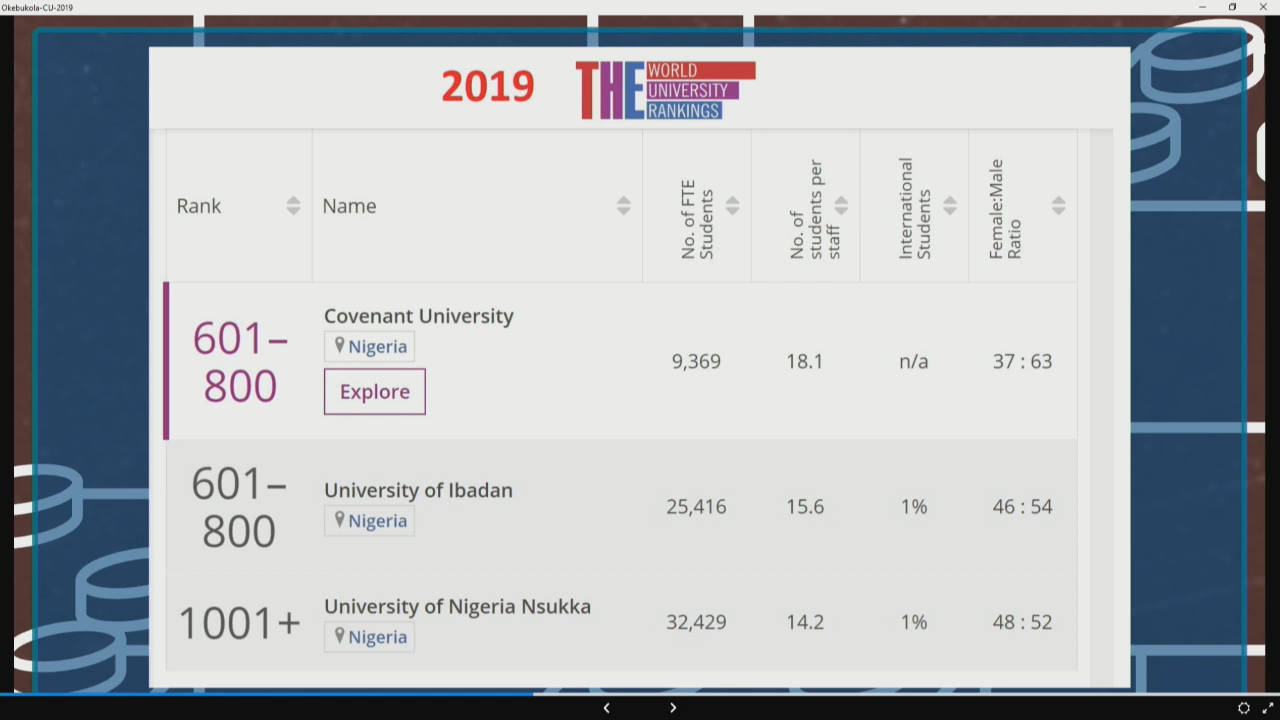 Okebukola-CU-2019
2019
THE WORLD
UNIVERSITY
RANKINGS
Rank
Name
No. of FTE
Students
No. of
students per
staff
International
Students
Female:Male
Ratio
601–
800
Covenant University
Nigeria
Explore
9,369
18.1
n/a
37 : 63
601–
800
University of Ibadan
Nigeria
25,416
15.6
1%
46 : 54
1001+
University of Nigeria Nsukka
Nigeria
32,429
14.2
1%
48 : 52